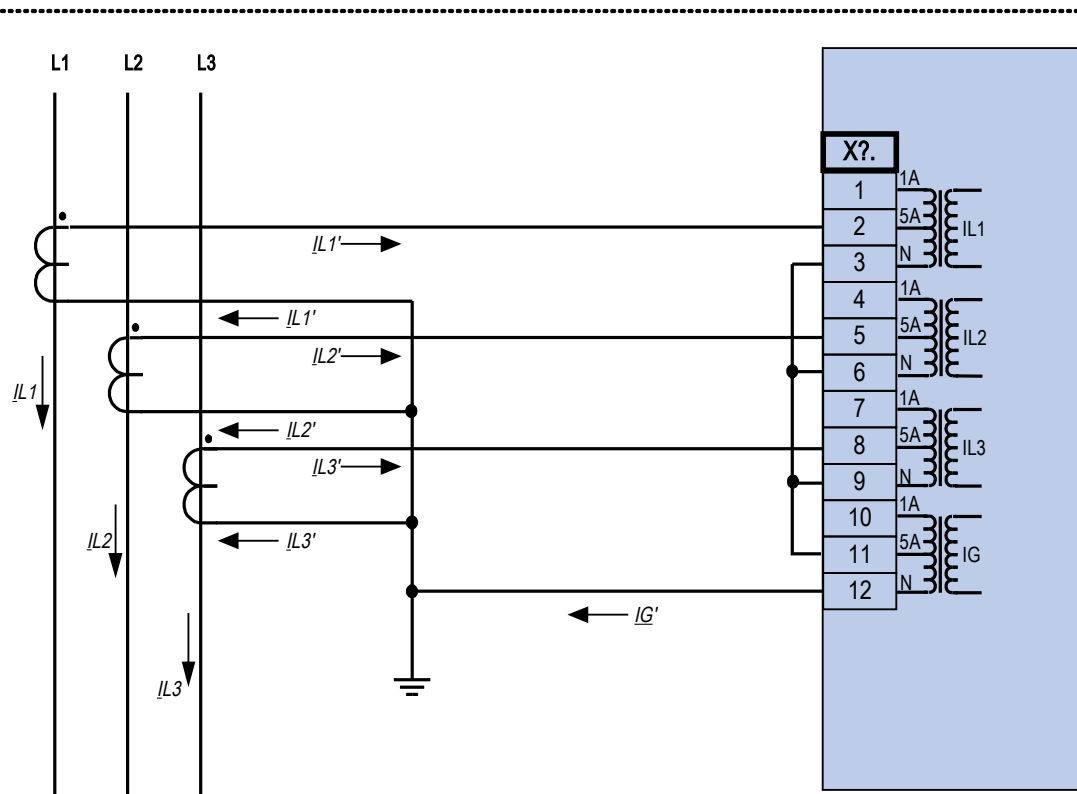 L1 L2 L3
X?.
1 1A
2 5A IL1
3 N
4 1A
5 5A IL2
6 N
7 1A
8 5A IL3
9 N
10 1A
11 5A IG
12 N
IL1'
IL1'
IL2'
IL1
IL2'
IL3'
IL2
IL3'
IG'
IL3